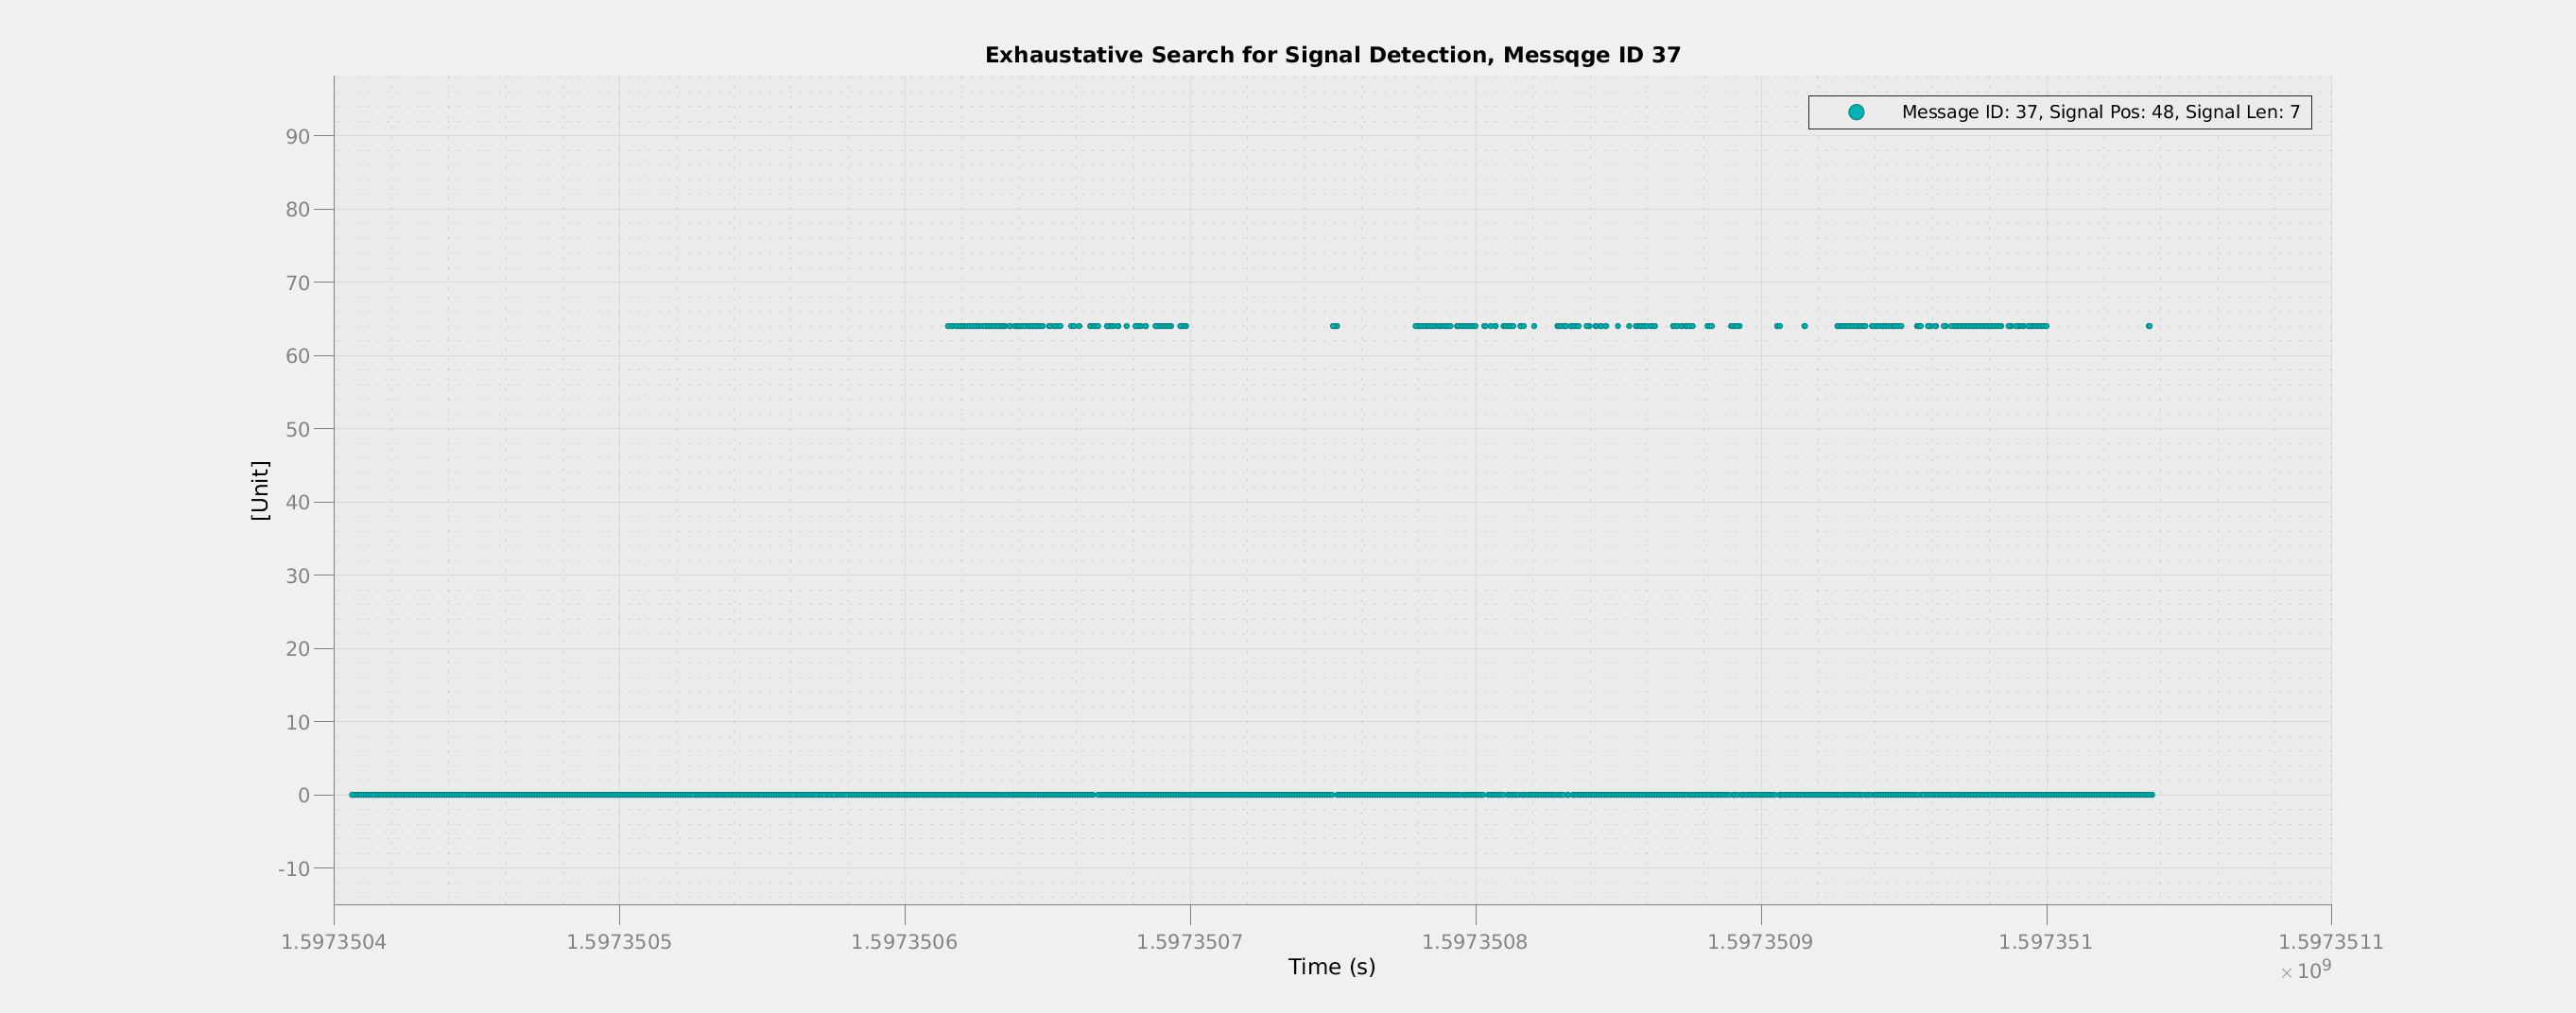 Exhaustative Search for Signal Detection, Messqge ID 37
Message ID: 37, Signal Pos: 48, Signal Len: 7
90
80
70
60
50
40
30
20
10
0
-10
[Unit]
1.5973504 1.5973505 1.5973506 1.5973507 1.5973508 1.5973509 1.597351 1.5973511
Time (s)
×10⁹